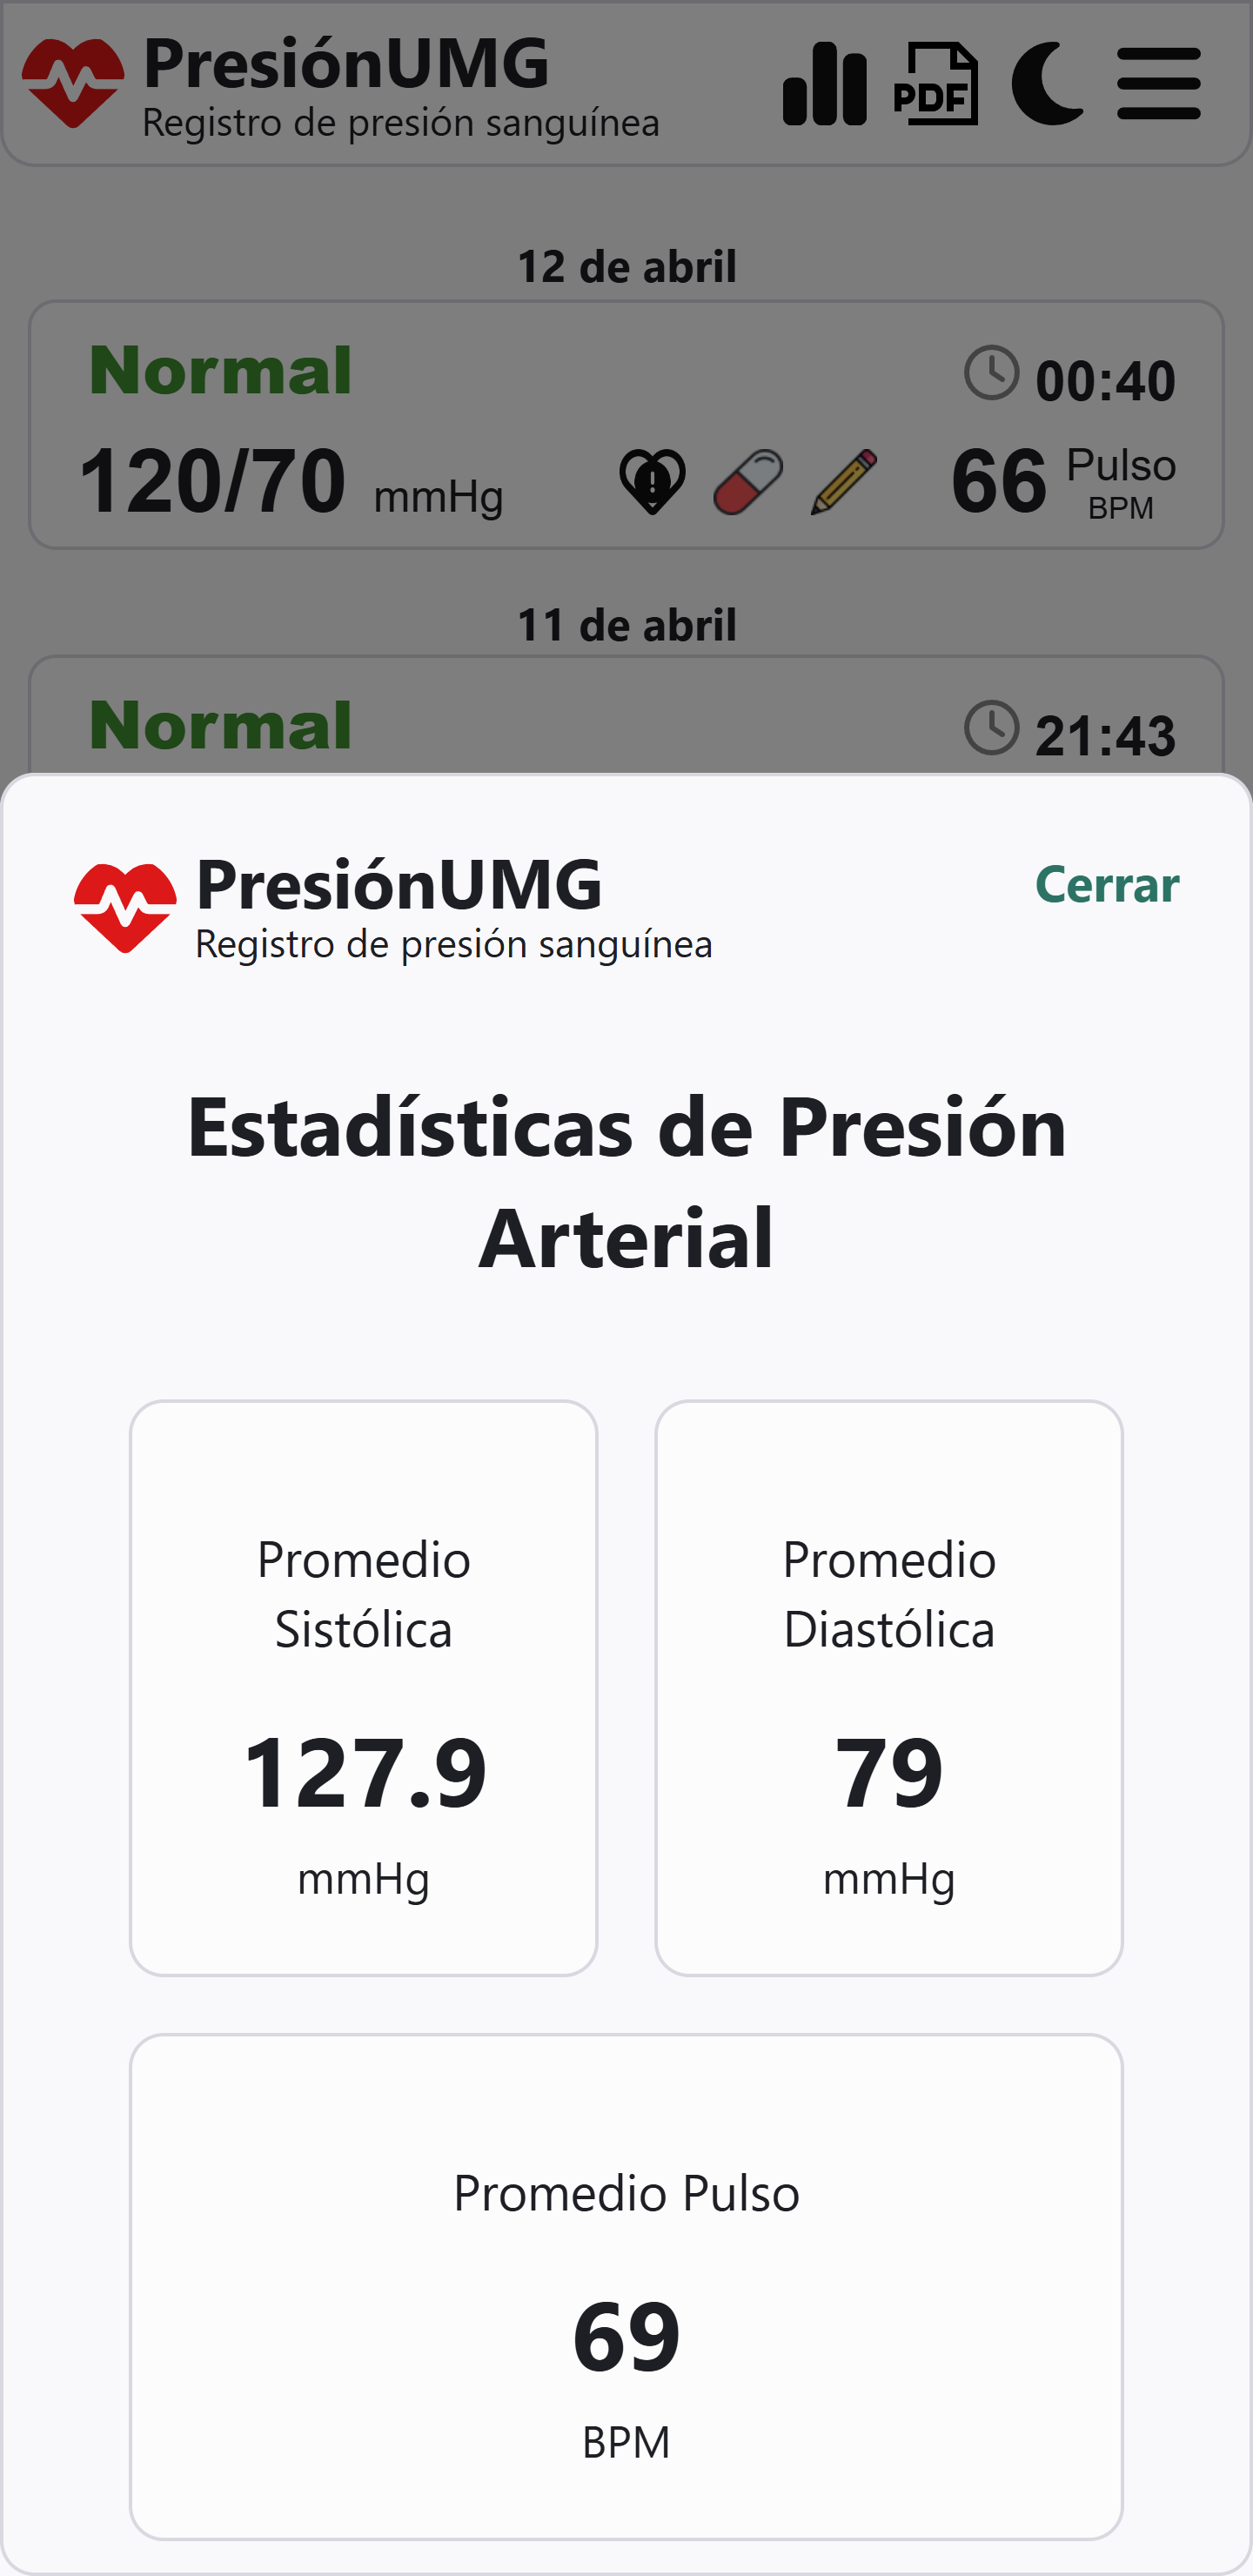 PresiónUMG
Registro de presión sanguínea
PDF
12 de abril
Normal
00:40
120/70 mmHg
66 Pulso
BPM
11 de abril
Normal
21:43
PresiónUMG
Registro de presión sanguínea
Cerrar
Estadísticas de Presión
Arterial
Promedio
Sistólica
127.9
mmHg
Promedio
Diastólica
79
mmHg
Promedio Pulso
69
BPM